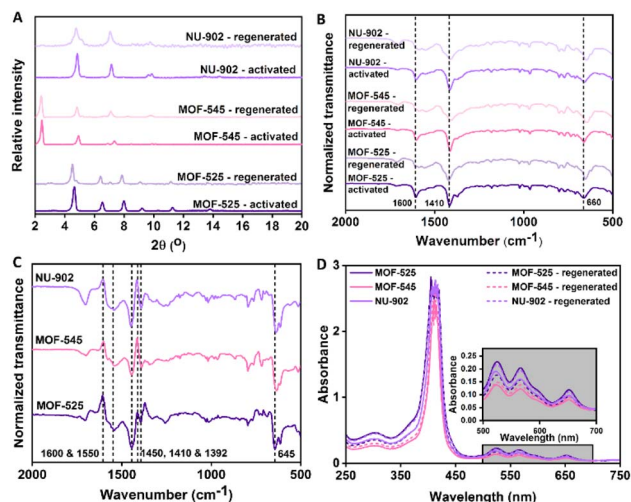 A
Relative intensity
NU-902 - regenerated
NU-902 - activated
MOF-545 - regenerated
MOF-545 - activated
MOF-525 - regenerated
MOF-525 - activated
2 4 6 8 10 12 14 16 18 20
2θ (°)
B
Normalized transmittance
NU-902
- regenerated
NU-902
- activated
MOF-545
- regenerated
MOF-545
- activated
MOF-525
- regenerated
MOF-525 -
activated
1600 1410 660
2000 1500 1000 500
Wavenumber (cm-1)
C
Normalized transmittance
NU-902
MOF-545
MOF-525
1600 & 1550 1450, 1410 & 1392 645
2000 1500 1000 500
Wavenumber (cm-1)
D
Absorbance
3
2
1
0
MOF-525 MOF-525 - regenerated
MOF-545 MOF-545 - regenerated
NU-902 NU-902 - regenerated
Absorbance
0.25
0.20
0.15
0.10
0.05
0.00
500 600 700
Wavelength (nm)
250 350 450 550 650 750
Wavelength (nm)